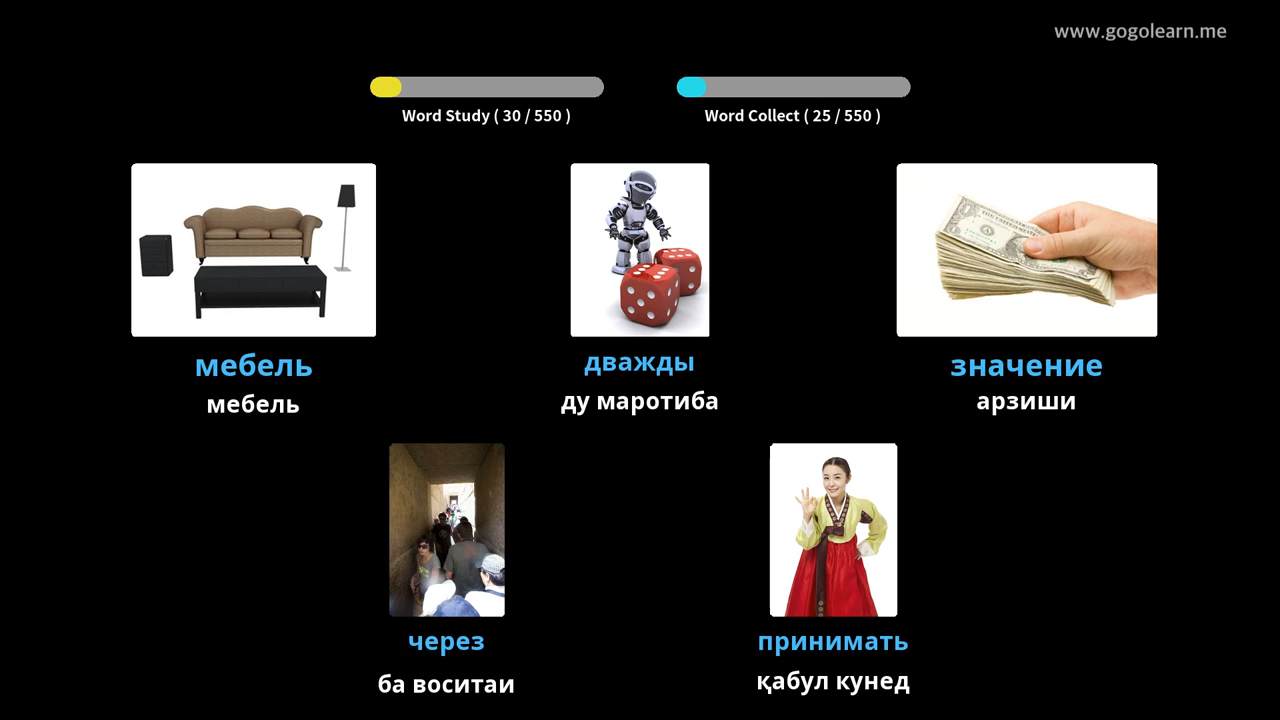 www.gogolearn.me
Word Study ( 30 / 550 )
Word Collect ( 25 / 550 )
мебель
мебель
дважды
ду маротиба
значение
арзиши
через
ба воситаи
принимать
қабул кунед